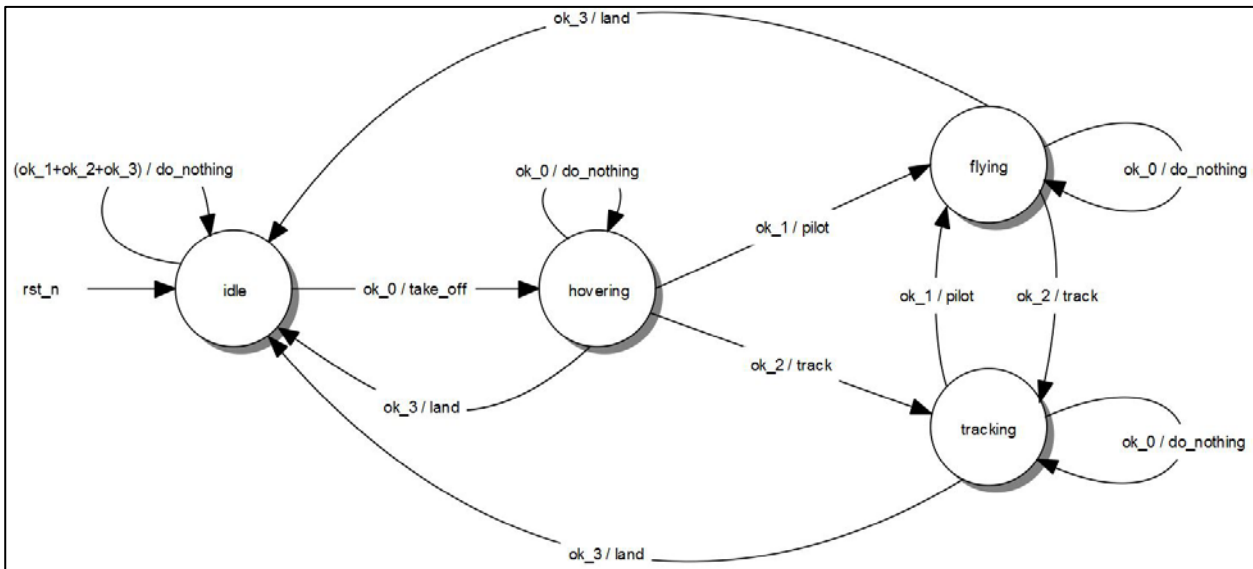 ok_3 / land
(ok_1+ok_2+ok_3) / do_nothing
ok_0 / do_nothing
flying
ok_0 / do_nothing
ok_1 / pilot
rst_n
idle
ok_0 / take_off
hovering
ok_1 / pilot
ok_2 / track
ok_2 / track
ok_3 / land
tracking
ok_0 / do_nothing
ok_3 / land